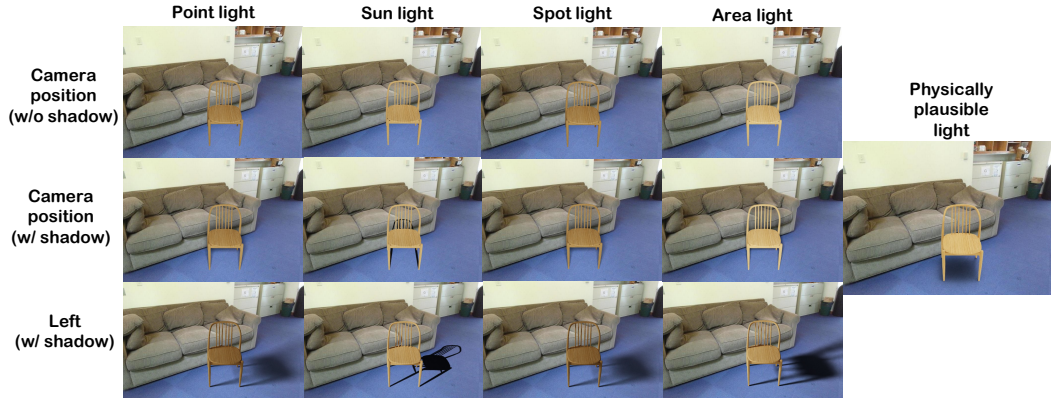 Point light
Sun light
Spot light
Area light
Camera
position
(w/o shadow)
Physically
plausible
light
Camera
position
(w/ shadow)
Left
(w/ shadow)